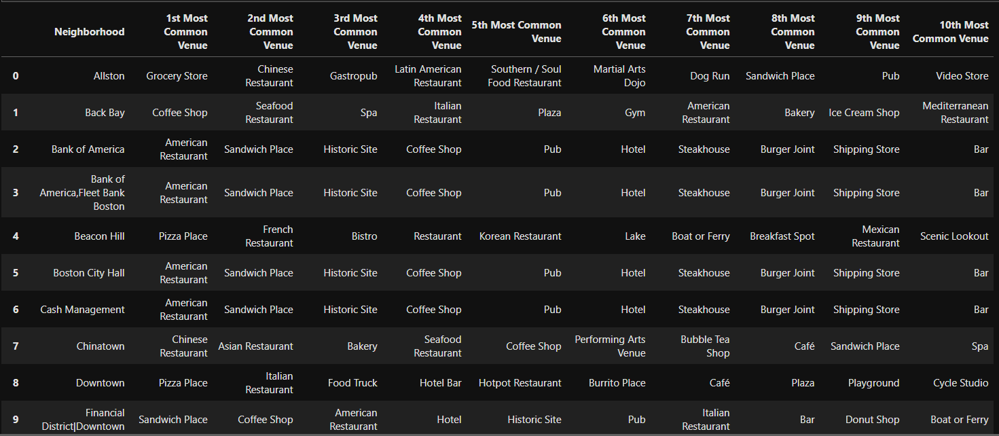 Neighborhood 1st Most Common Venue 2nd Most Common Venue 3rd Most Common Venue 4th Most Common Venue 5th Most Common Venue 6th Most Common Venue 7th Most Common Venue 8th Most Common Venue 9th Most Common Venue 10th Most Common Venue
0 Allston Grocery Store Chinese Restaurant Gastropub Latin American Restaurant Southern / Soul Food Restaurant Martial Arts Dojo Dog Run Sandwich Place Pub Video Store
1 Back Bay Coffee Shop Seafood Restaurant Spa Italian Restaurant Plaza Gym American Restaurant Bakery Ice Cream Shop Mediterranean Restaurant
2 Bank of America American Restaurant Sandwich Place Historic Site Coffee Shop Pub Hotel Steakhouse Burger Joint Shipping Store Bar
3 Bank of America,Fleet Bank Boston American Restaurant Sandwich Place Historic Site Coffee Shop Pub Hotel Steakhouse Burger Joint Shipping Store Bar
4 Beacon Hill Pizza Place French Restaurant Bistro Restaurant Korean Restaurant Lake Boat or Ferry Breakfast Spot Mexican Restaurant Scenic Lookout
5 Boston City Hall American Restaurant Sandwich Place Historic Site Coffee Shop Pub Hotel Steakhouse Burger Joint Shipping Store Bar
6 Cash Management American Restaurant Sandwich Place Historic Site Coffee Shop Pub Hotel Steakhouse Burger Joint Shipping Store Bar
7 Chinatown Chinese Restaurant Asian Restaurant Bakery Seafood Restaurant Coffee Shop Performing Arts Venue Bubble Tea Shop Café Sandwich Place Spa
8 Downtown Pizza Place Italian Restaurant Food Truck Hotel Bar Hotpot Restaurant Burrito Place Café Plaza Playground Cycle Studio
9 Financial District|Downtown Sandwich Place Coffee Shop American Restaurant Hotel Historic Site Pub Italian Restaurant Bar Donut Shop Boat or Ferry